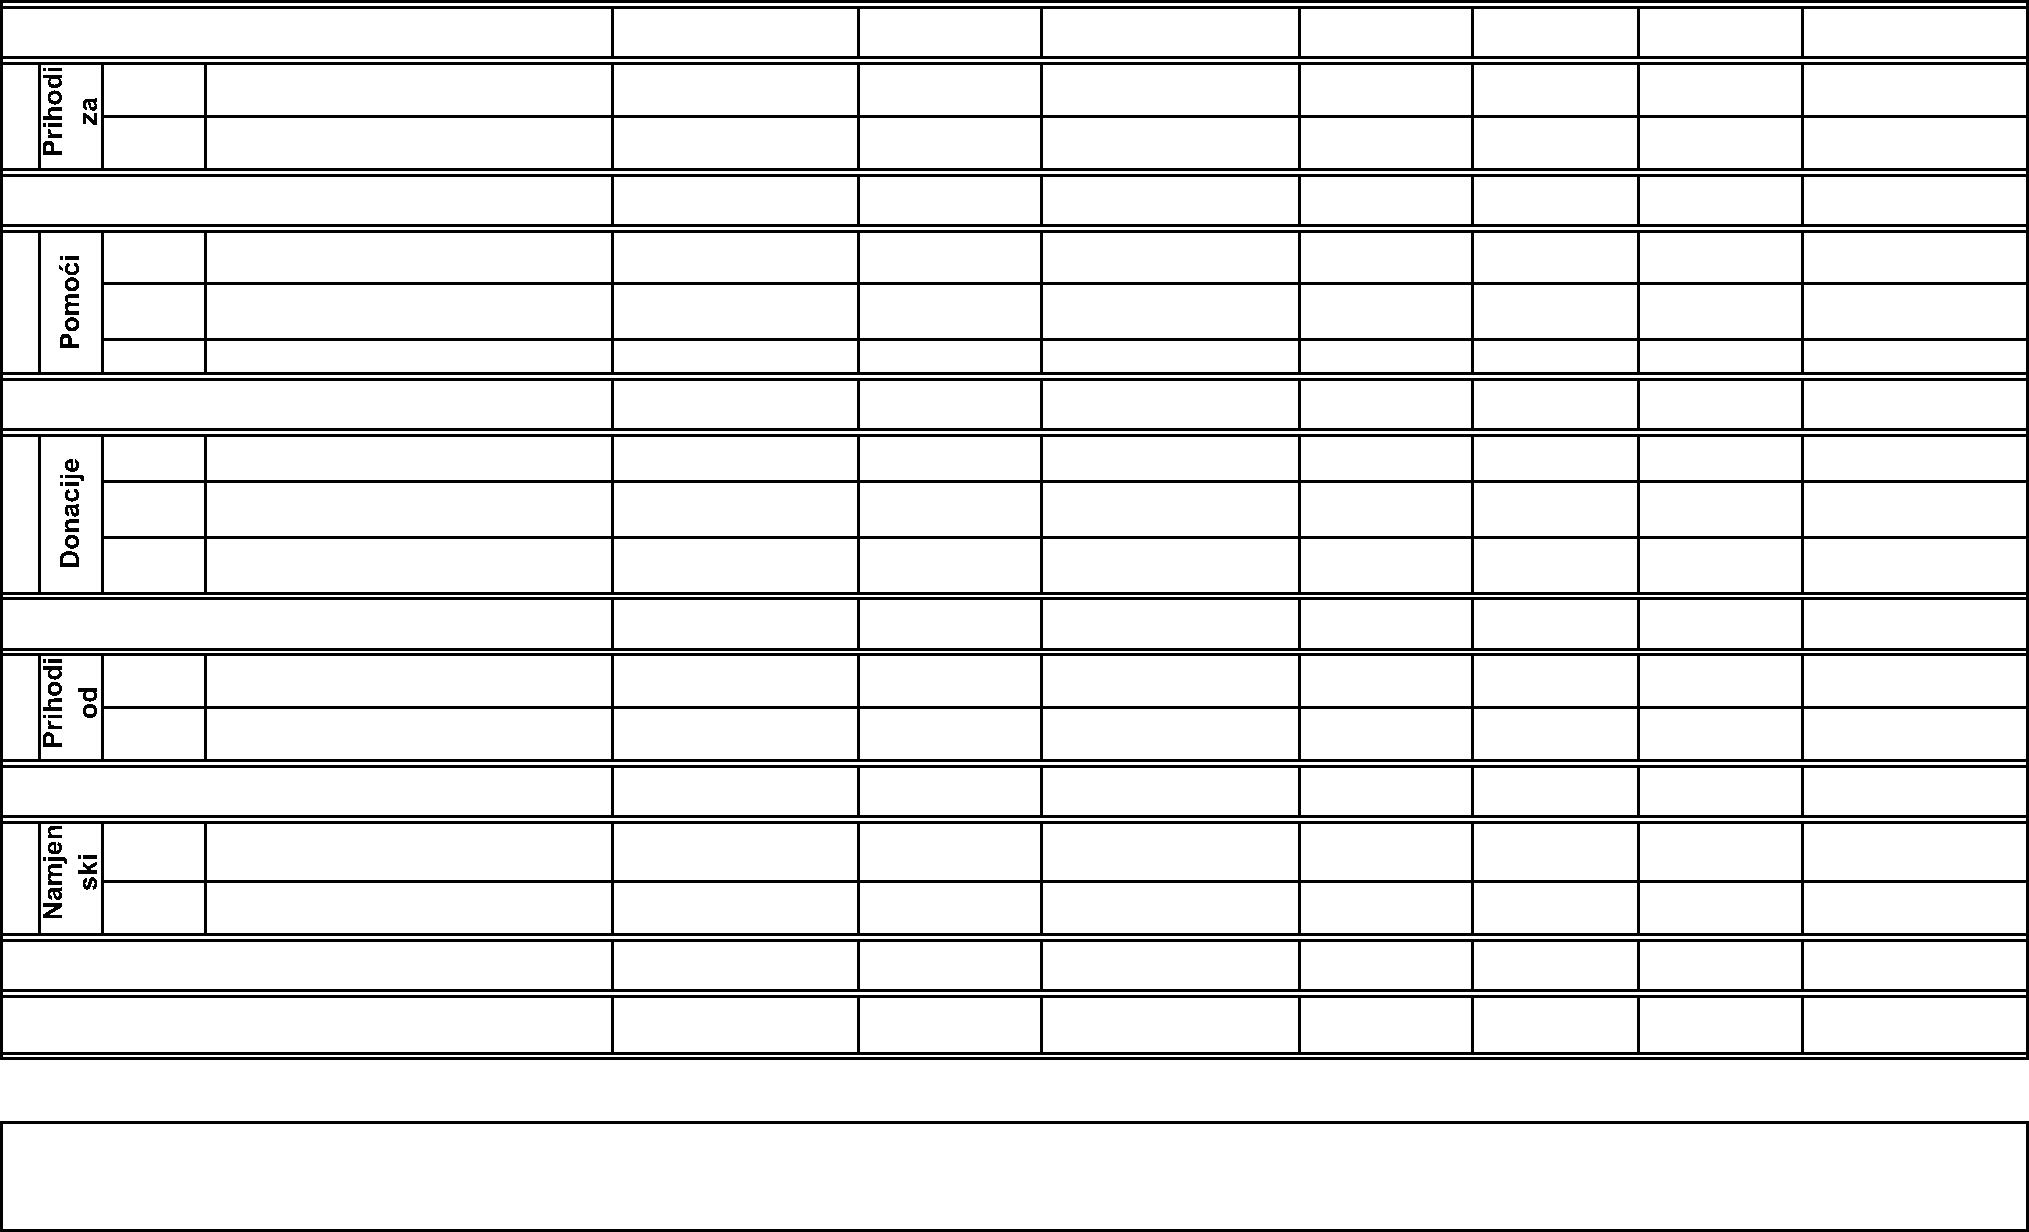 Prihodi
za
Pomoći
Donacije
Prihodi
od
Namjen
ski